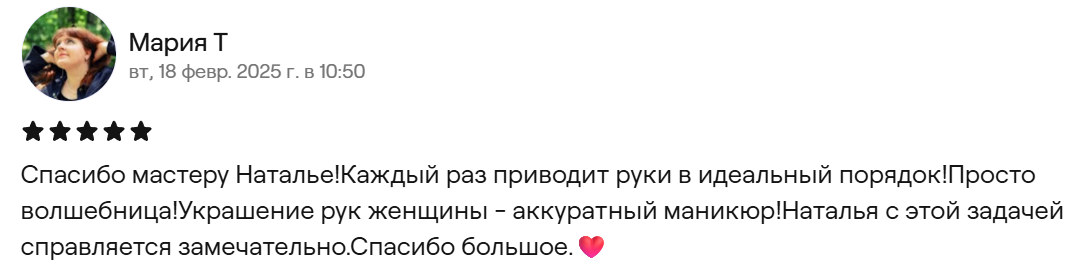 Мария Т
вт, 18 февр. 2025 г. в 10:50
Спасибо мастеру Наталье!Каждый раз приводит руки в идеальный порядок!Просто
волшебница!Украшение рук женщины - аккуратный маникюр!Наталья с этой задачей
справляется замечательно.Спасибо большое. ❤️